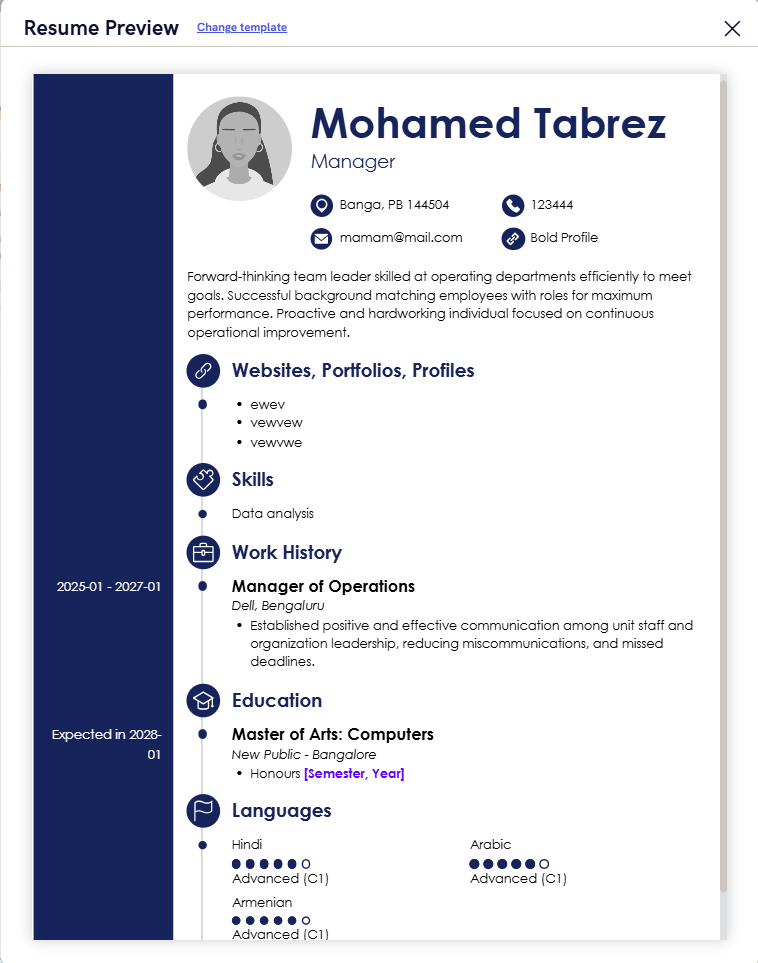 Resume Preview
Change template
Mohamed Tabrez
Manager
Banga, PB 144504
123444
mamam@mail.com
Bold Profile
Forward-thinking team leader skilled at operating departments efficiently to meet
goals. Successful background matching employees with roles for maximum
performance. Proactive and hardworking individual focused on continuous
operational improvement.
Websites, Portfolios, Profiles
• ewev
• vewvew
• vewvwe
Skills
Data analysis
Work History
2025-01 - 2027-01
Manager of Operations
Dell, Bengaluru
• Established positive and effective communication among unit staff and
organization leadership, reducing miscommunications, and missed
deadlines.
Education
Expected in 2028-
01
Master of Arts: Computers
New Public - Bangalore
• Honours [Semester, Year]
Languages
Hindi
Advanced (C1)
Arabic
Advanced (C1)
Armenian
Advanced (C1)